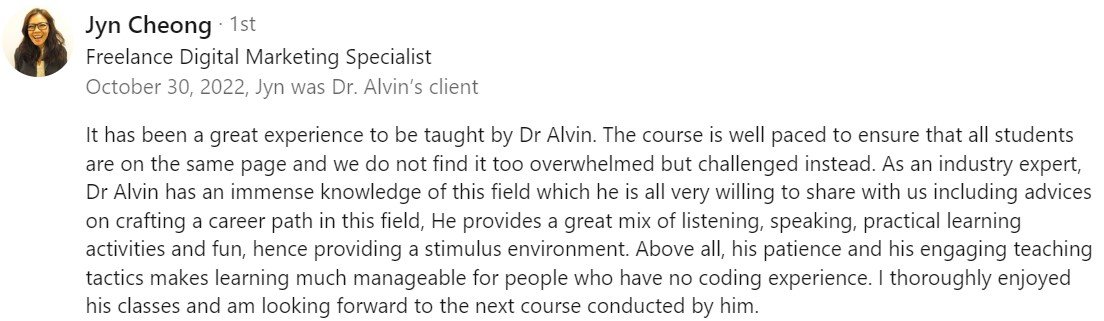 Jyn Cheong · 1st
Freelance Digital Marketing Specialist
October 30, 2022, Jyn was Dr. Alvin’s client
It has been a great experience to be taught by Dr Alvin. The course is well paced to ensure that all students
are on the same page and we do not find it too overwhelmed but challenged instead. As an industry expert,
Dr Alvin has an immense knowledge of this field which he is all very willing to share with us including advices
on crafting a career path in this field, He provides a great mix of listening, speaking, practical learning
activities and fun, hence providing a stimulus environment. Above all, his patience and his engaging teaching
tactics makes learning much manageable for people who have no coding experience. I thoroughly enjoyed
his classes and am looking forward to the next course conducted by him.